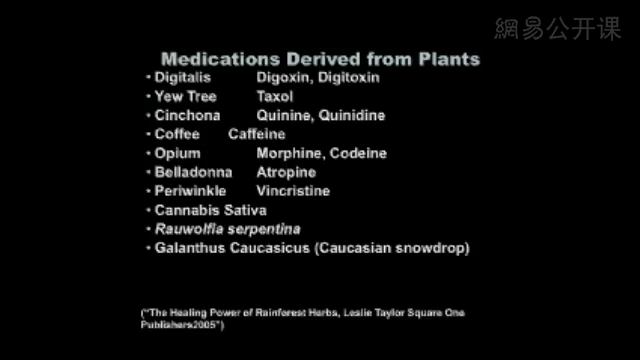 網易公开课
Medications Derived from Plants
• Digitalis Digoxin, Digitoxin
• Yew Tree Taxol
• Cinchona Quinine, Quinidine
• Coffee Caffeine
• Opium Morphine, Codeine
• Belladonna Atropine
• Periwinkle Vincristine
• Cannabis Sativa
• Rauwolfia serpentina
• Galanthus Caucasicus (Caucasian snowdrop)
("The Healing Power of Rainforest Herbs, Leslie Taylor Square One
Publishers2005")